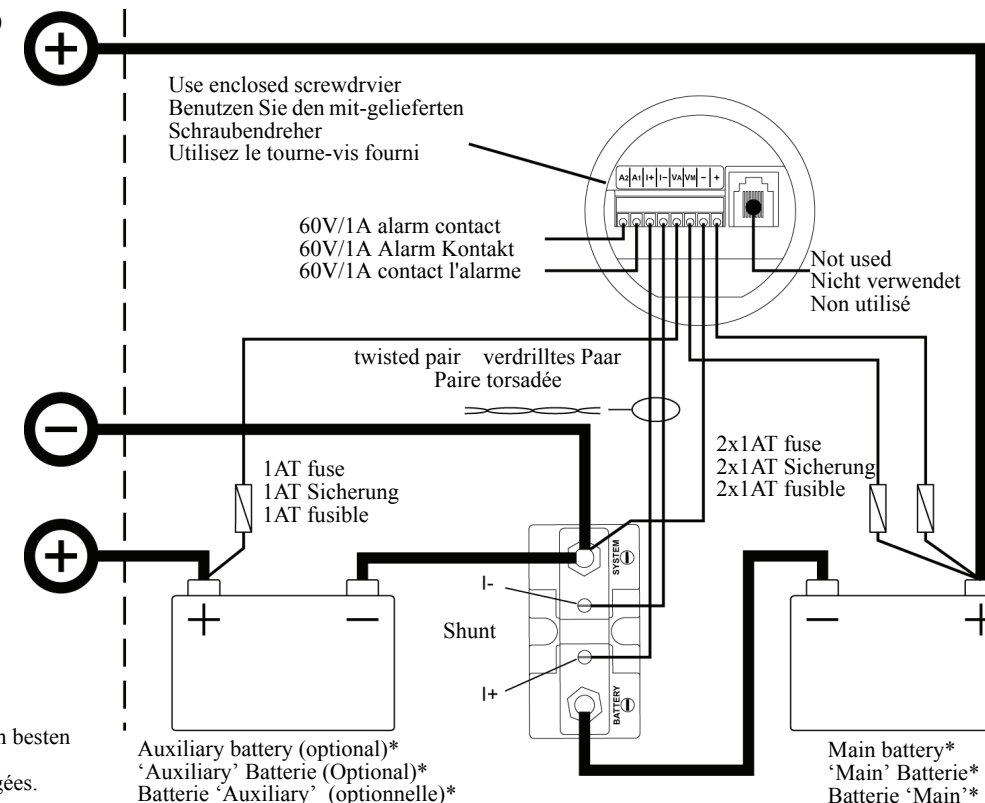 Use enclosed screwdrvier
Benutzen Sie den mit-gelieferten
Schraubendreher
Utilisez le tourne-vis fourni
A2 A1 I+ I− VA VM − +
60V/1A alarm contact
60V/1A Alarm Kontakt
60V/1A contact l'alarme
Not used
Nicht verwendet
Non utilisé
twisted pair verdrilltes Paar
Paire torsadée
1AT fuse
1AT Sicherung
1AT fusible
2x1AT fuse
2x1AT Sicherung
2x1AT fusible
SYSTEM
I-
Shunt
I+
BATTERY
n besten
gées.
Auxiliary battery (optional)*
‘Auxiliary’ Batterie (Optional)*
Batterie ‘Auxiliary’ (optionnelle)*
Main battery*
‘Main’ Batterie*
Batterie ‘Main’*